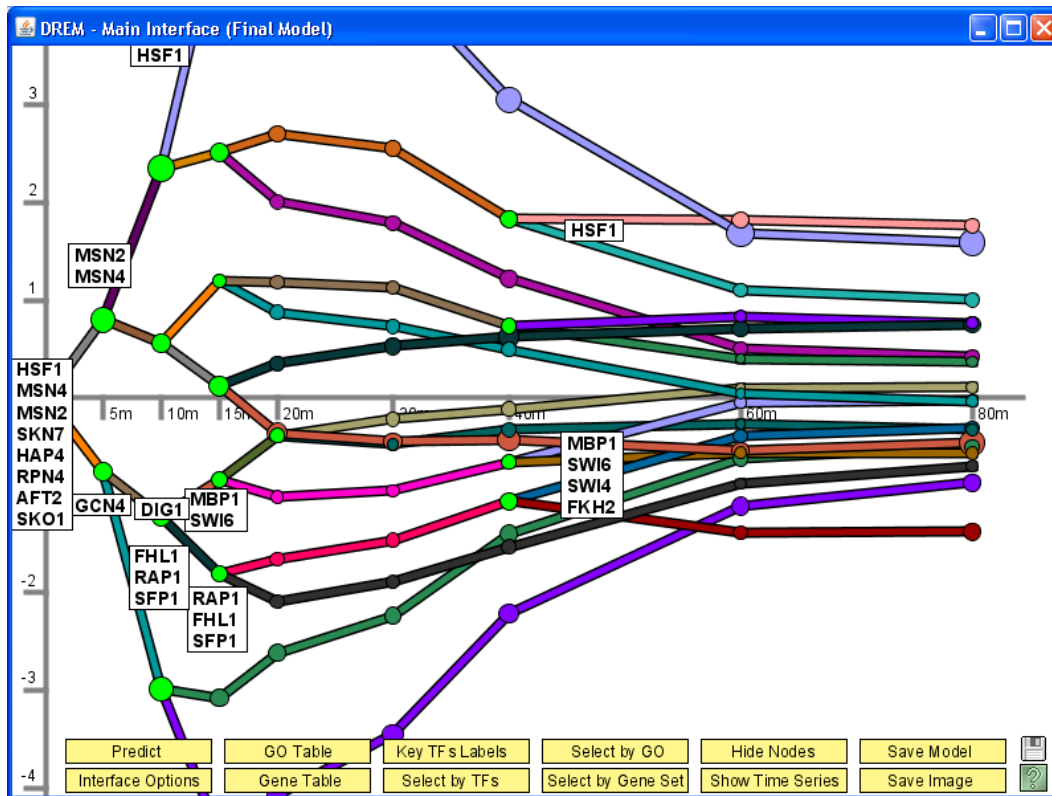 DREM - Main Interface (Final Model)
HSF1
3
2
MSN2
MSN4
HSF1
1
HSF1
MSN4
MSN2
SKN7
HAP4
RPN4
AFT2
SKO1
5m
10m
15m
20m
30m
40m
60m
80m
GCN4
DIG1
MBP1
SWI6
MBP1
SWI6
SWI4
FKH2
FHL1
RAP1
SFP1
RAP1
FHL1
SFP1
-2
-3
-4
Predict
GO Table
Key TFs Labels
Select by GO
Hide Nodes
Save Model
Interface Options
Gene Table
Select by TFs
Select by Gene Set
Show Time Series
Save Image
?